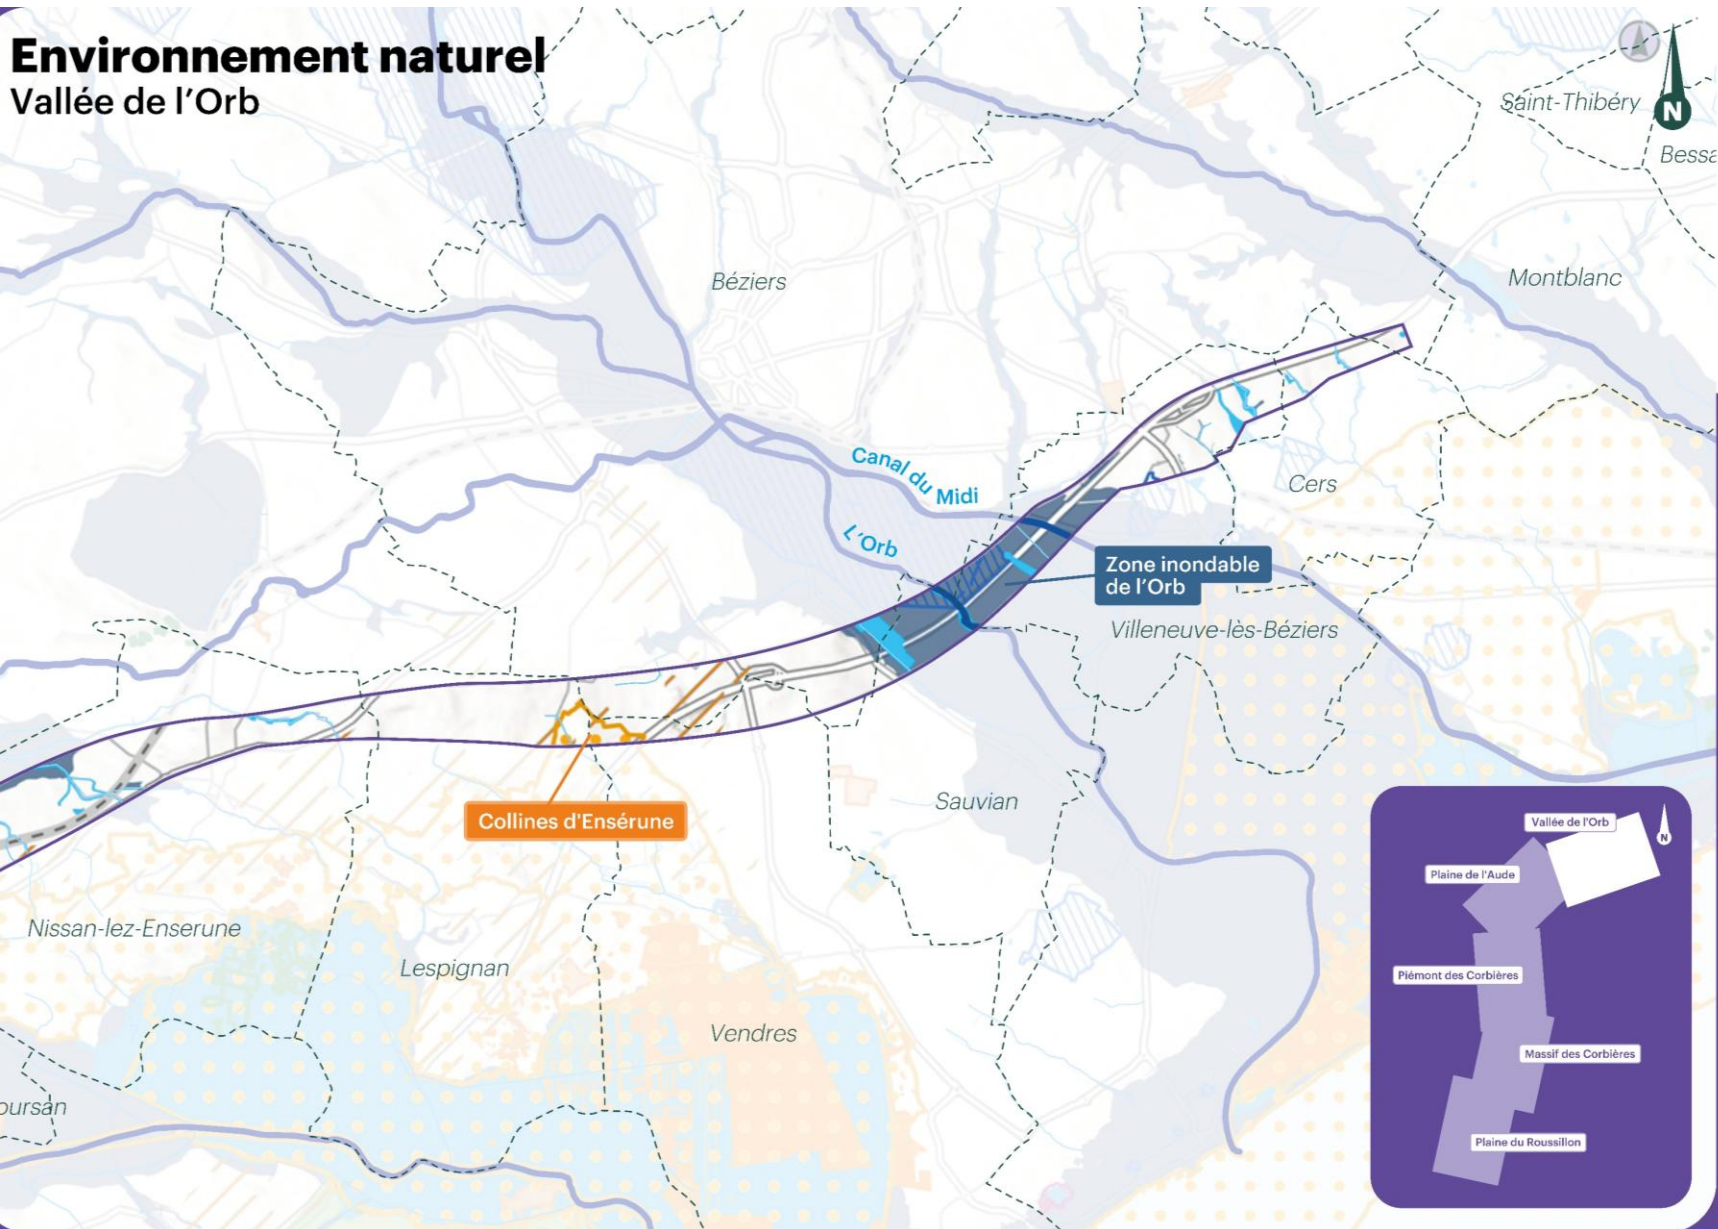 Environnement naturel
Vallée de l'Orb
N
Saint-Thibéry
Béziers
Montblanc
Canal du Midi
L'Orb
Cers
Zone inondable
de l'Orb
Villeneuve-lès-Béziers
Collines d'Ensérune
Sauvian
Nissan-lez-Enserune
Lespignan
Vendres
Vallée de l'Orb
N
Plaine de l'Aude
Piémont des Corbières
Massif des Corbières
Plaine du Roussillon